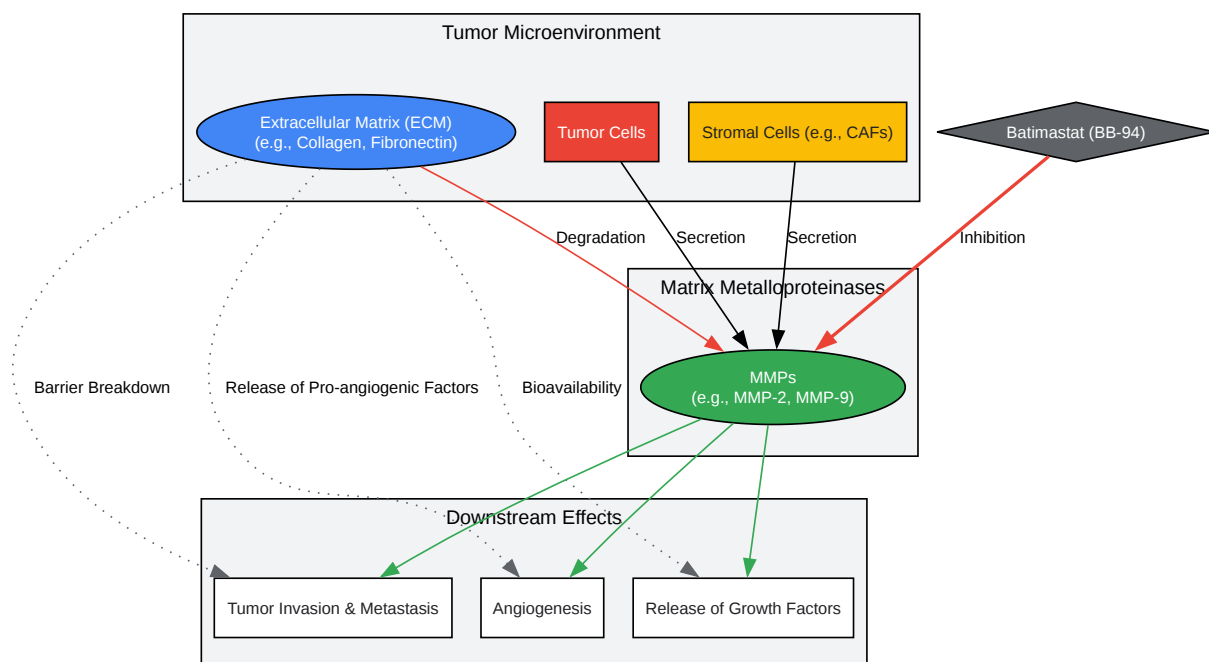 Tumor Microenvironment
Extracellular Matrix (ECM)
(e.g., Collagen, Fibronectin)
Tumor Cells
Stromal Cells (e.g., CAFs)
Batimastat (BB-94)
Degradation
Secretion
Secretion
Inhibition
Matrix Metalloproteinases
MMPs
(e.g., MMP-2, MMP-9)
Barrier Breakdown
Release of Pro-angiogenic Factors
Bioavailability
Downstream Effects
Tumor Invasion & Metastasis
Angiogenesis
Release of Growth Factors